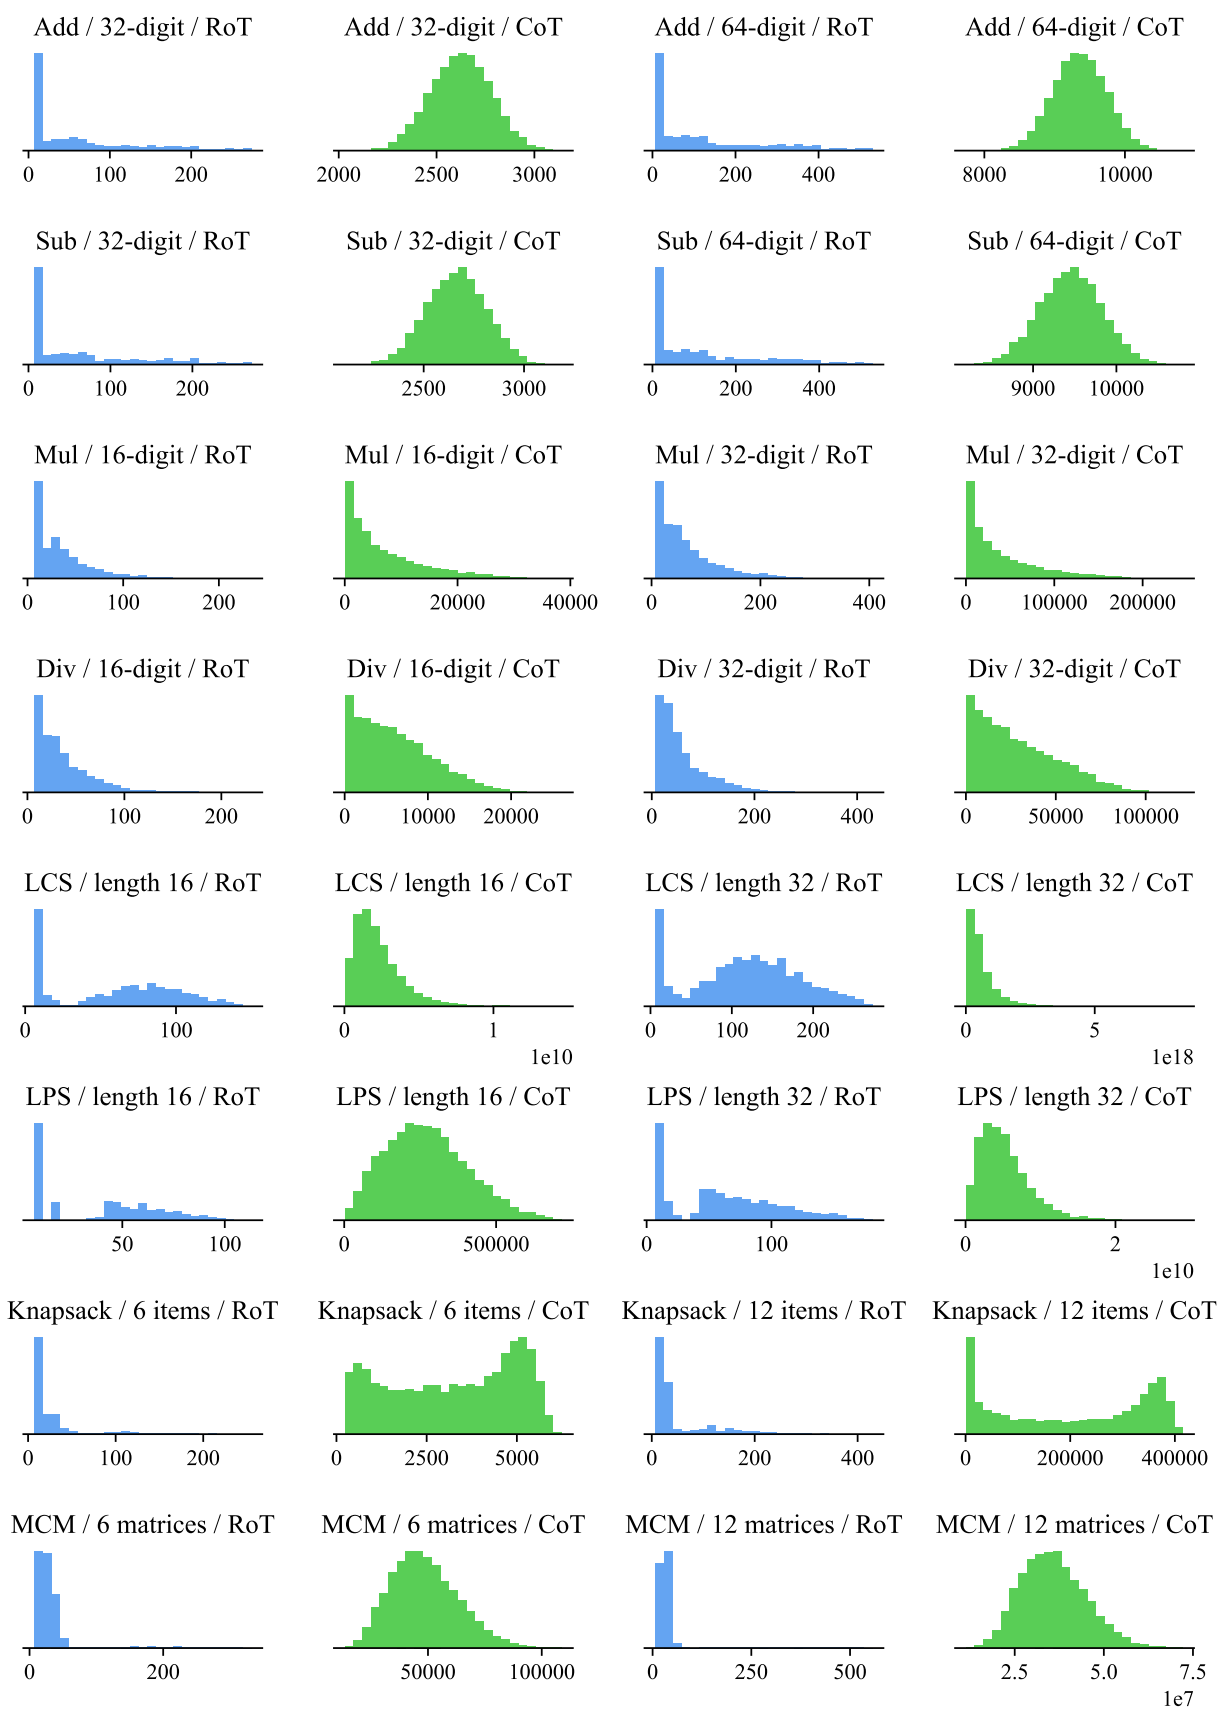 Add / 32-digit / RoT
Add / 32-digit / CoT
Add / 64-digit / RoT
Add / 64-digit / CoT
0 100 200
2000 2500 3000
0 200 400
8000 10000
Sub / 32-digit / RoT
Sub / 32-digit / CoT
Sub / 64-digit / RoT
Sub / 64-digit / CoT
0 100 200
2500 3000
0 200 400
9000 10000
Mul / 16-digit / RoT
Mul / 16-digit / CoT
Mul / 32-digit / RoT
Mul / 32-digit / CoT
0 100 200
0 20000 40000
0 200 400
0 100000 200000
Div / 16-digit / RoT
Div / 16-digit / CoT
Div / 32-digit / RoT
Div / 32-digit / CoT
0 100 200
0 10000 20000
0 200 400
0 50000 100000
LCS / length 16 / RoT
LCS / length 16 / CoT
LCS / length 32 / RoT
LCS / length 32 / CoT
0 100
0 1
1e10
0 100 200
0 5
1e18
LPS / length 16 / RoT
LPS / length 16 / CoT
LPS / length 32 / RoT
LPS / length 32 / CoT
50 100
0 500000
0 100
0 2
1e10
Knapsack / 6 items / RoT
Knapsack / 6 items / CoT
Knapsack / 12 items / RoT
Knapsack / 12 items / CoT
0 100 200
0 2500 5000
0 200 400
0 200000 400000
MCM / 6 matrices / RoT
MCM / 6 matrices / CoT
MCM / 12 matrices / RoT
MCM / 12 matrices / CoT
0 200
50000 100000
0 250 500
2.5 5.0 7.5
1e7